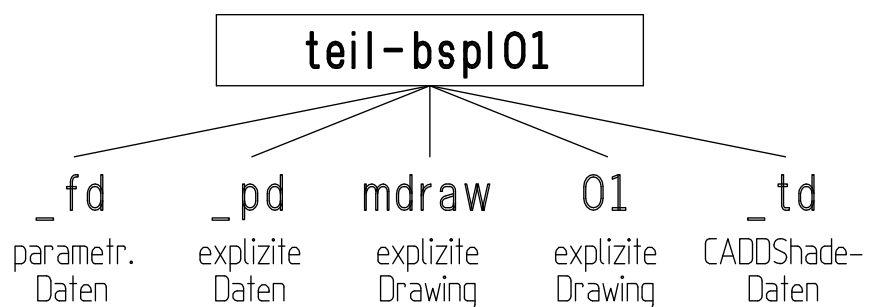 teil-bspl01
_fd _pd mdraw 01 _td
parametr. explizite explizite explizite CADDShade-
Daten Daten Drawing Drawing Daten